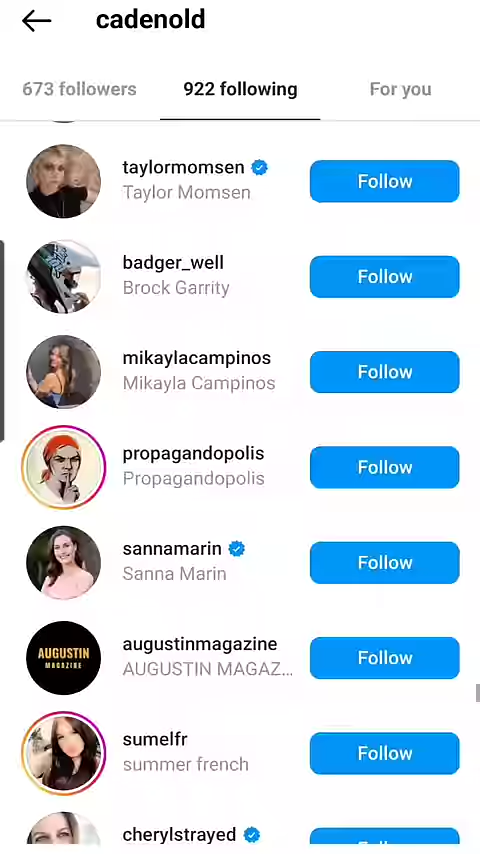 cadenold
673 followers
922 following
For you
taylormomsen
Taylor Momsen
Follow
badger_well
Brock Garrity
Follow
mikaylacampinos
Mikayla Campinos
Follow
propagandopolis
Propagandopolis
Follow
sannamarin
Sanna Marin
Follow
AUGUSTIN
MAGAZINE
augustinmagazine
AUGUSTIN MAGAZ...
Follow
sumelfr
summer french
Follow
cherylstrayed